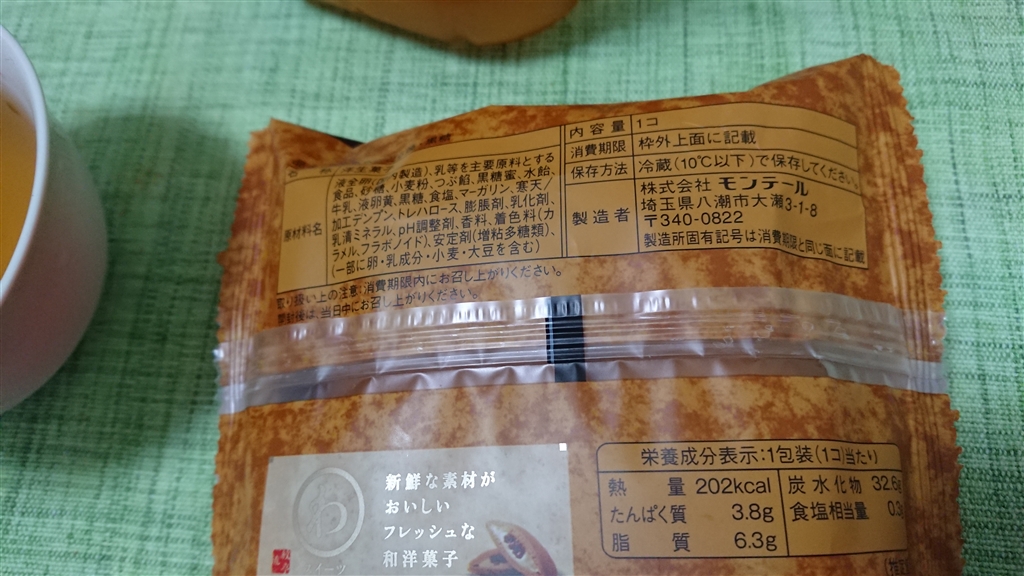 内容量 1コ
消費期限 枠外上面に記載
保存方法 冷蔵(10℃以下)で保存してください。
製造者 株式会社 モンテール
埼玉県八潮市大瀬3-1-8
〒340-0822
製造所固有記号は消費期限と同じ面に記載
原材料名
製造)、乳等を主要原料とする
食品、砂糖、小麦粉、つぶ餡、黒糖蜜、水飴、
牛乳、液卵黄、黒糖、食塩、マーガリン、寒天/
加工デンプン、トレハロース、膨脹剤、乳化剤、
乳清ミネラル、pH調整剤、香料、着色料(カ
ラメル、フラボノイド)、安定剤(増粘多糖類)、
(一部に卵・乳成分・小麦・大豆を含む)
取り扱い上の注意:消費期限内にお召し上がりください。
開封後は、当日中にお召し上がりください。
栄養成分表示:1包装(1コ)当たり
熱量 202kcal 炭水化物 32.6g
たんぱく質 3.8g 食塩相当量 0.3
脂質 6.3g
わ
新鮮な素材が
おいしい
フレッシュな
和洋菓子